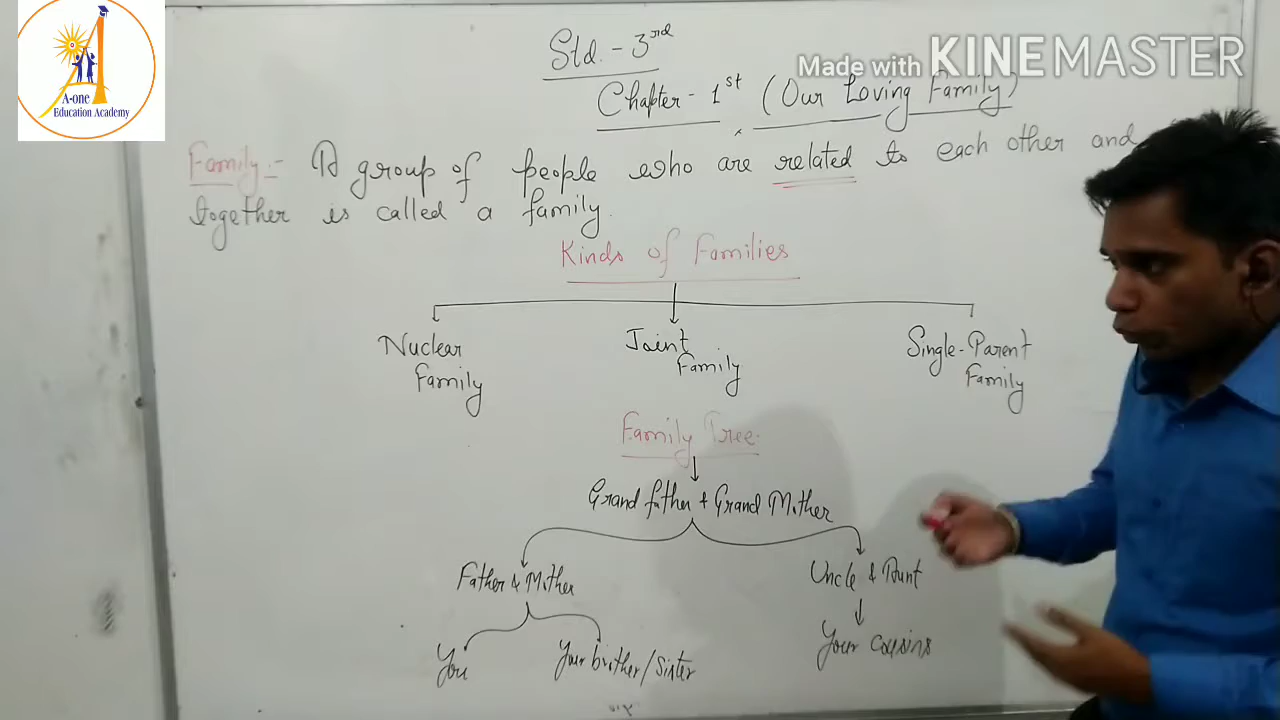 A-one
Education Academy
Made with KINEMASTER
Std.- 3rd
Chapter - 1st (Our Loving Family)
Family:- A group of people who are related to each other and
together is called a family.
Kinds of Families
Nuclear Family
Joint Family
Single-Parent Family
Family Tree
Grand father + Grand Mother
Father & Mother
Uncle & Aunt
You
Your brother/Sister
Your cousins